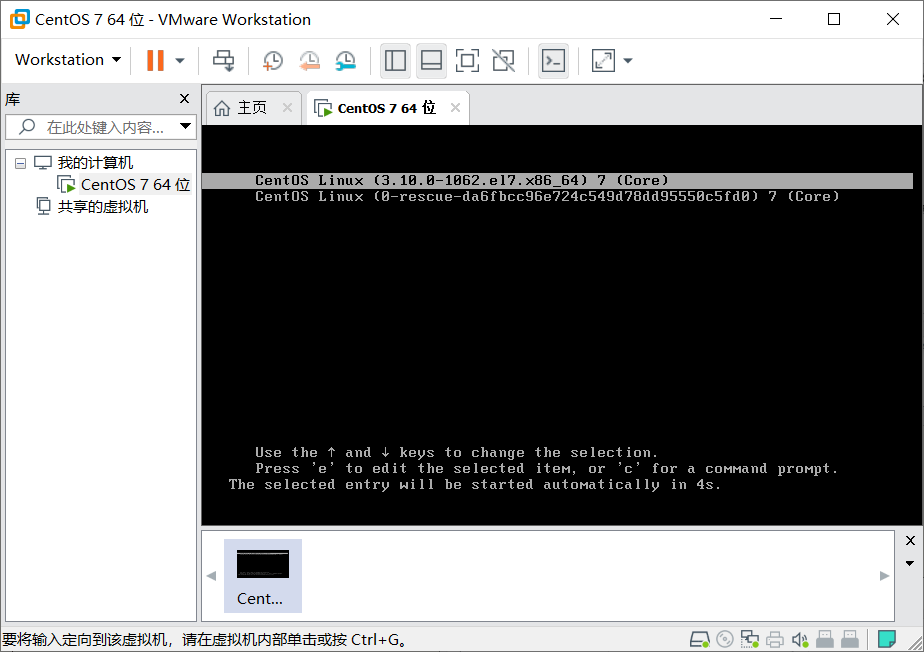 CentOS 7 64 位 - VMware Workstation
Workstation
库
在此处键入内容...
我的计算机
CentOS 7 64 位
共享的虚拟机
主页
CentOS 7 64 位
CentOS Linux (3.10.0-1062.el7.x86_64) 7 (Core)
CentOS Linux (0-rescue-da6fbcc96e724c549d78dd95550c5fd0) 7 (Core)
Use the ↑ and ↓ keys to change the selection.
Press 'e' to edit the selected item, or 'c' for a command prompt.
The selected entry will be started automatically in 4s.
Cent...
要将输入定向到该虚拟机，请在虚拟机内部单击或按 Ctrl+G。